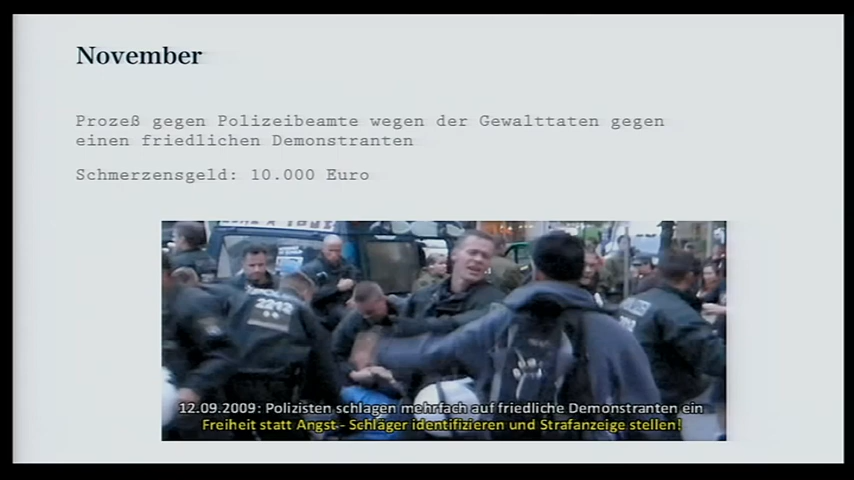 November
Prozeß gegen Polizeibeamte wegen der Gewalttaten gegen
einen friedlichen Demonstranten
Schmerzensgeld: 10.000 Euro
2212
12.09.2009: Polizisten schlagen mehrfach auf friedliche Demonstranten ein
Freiheit statt Angst - Schläger identifizieren und Strafanzeige stellen!